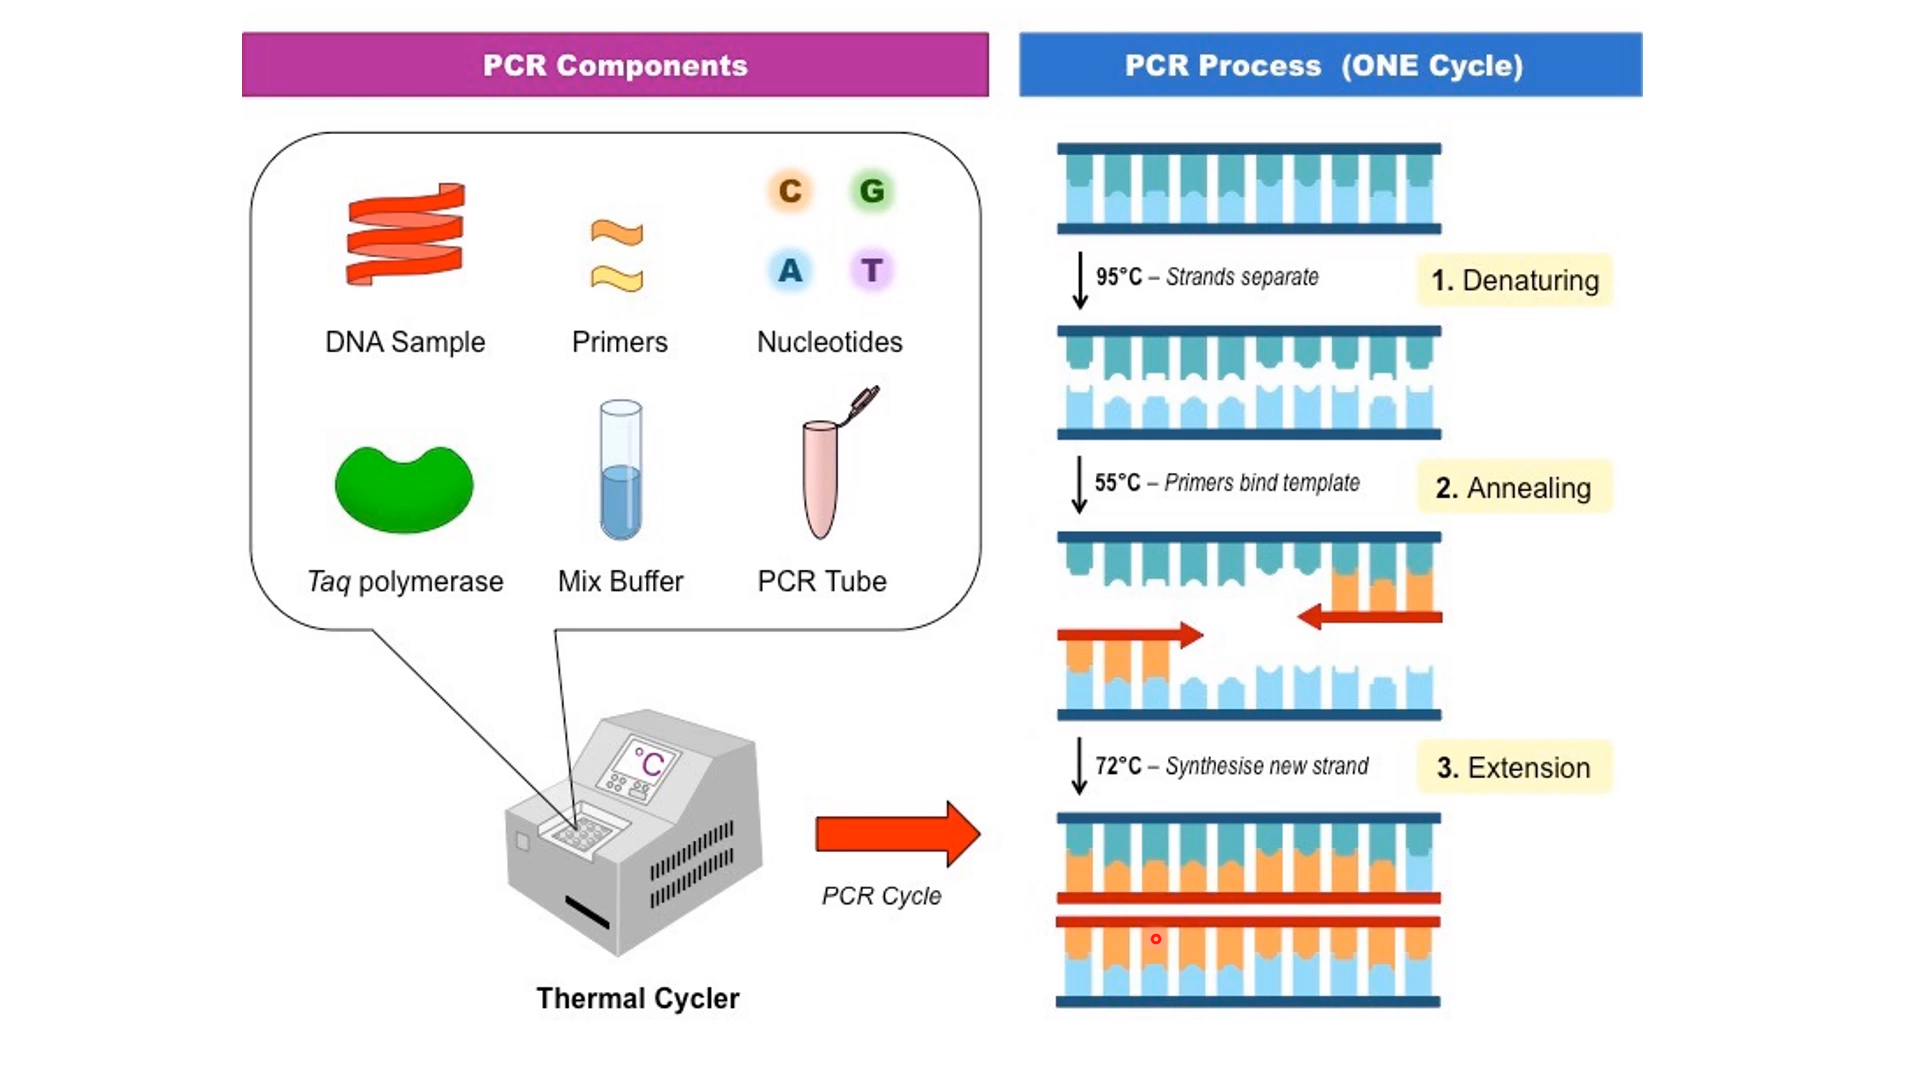 PCR Components
C G
A T
DNA Sample
Primers
Nucleotides
Taq polymerase
Mix Buffer
PCR Tube
°C
Thermal Cycler
PCR Cycle
PCR Process (ONE Cycle)
95°C – Strands separate
1. Denaturing
55°C – Primers bind template
2. Annealing
72°C – Synthesise new strand
3. Extension